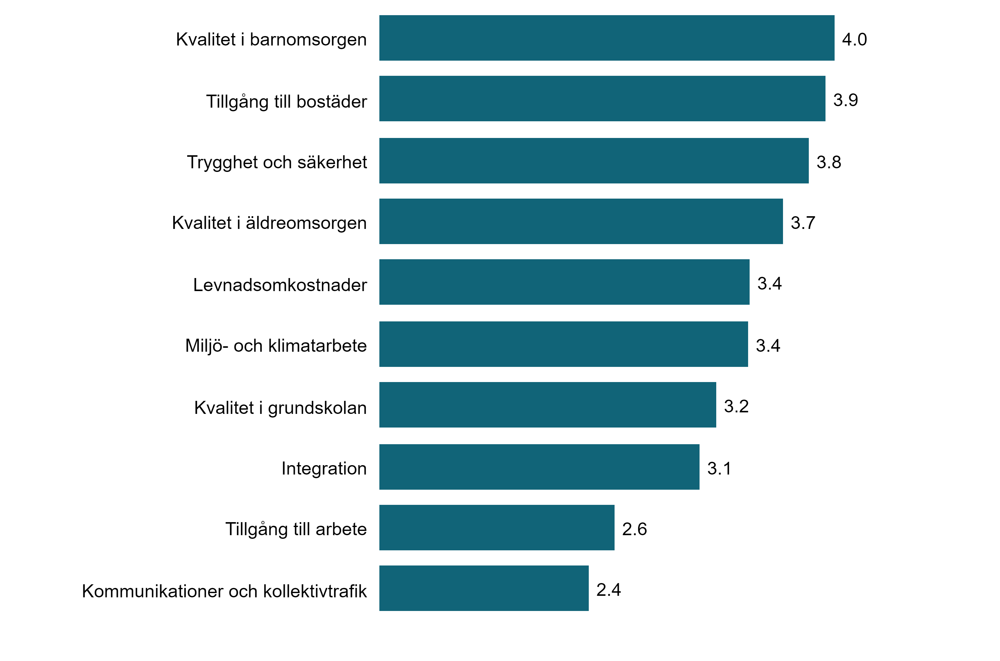 Kvalitet i barnomsorgen 4.0
Tillgång till bostäder 3.9
Trygghet och säkerhet 3.8
Kvalitet i äldreomsorgen 3.7
Levnadsomkostnader 3.4
Miljö- och klimatarbete 3.4
Kvalitet i grundskolan 3.2
Integration 3.1
Tillgång till arbete 2.6
Kommunikationer och kollektivtrafik 2.4